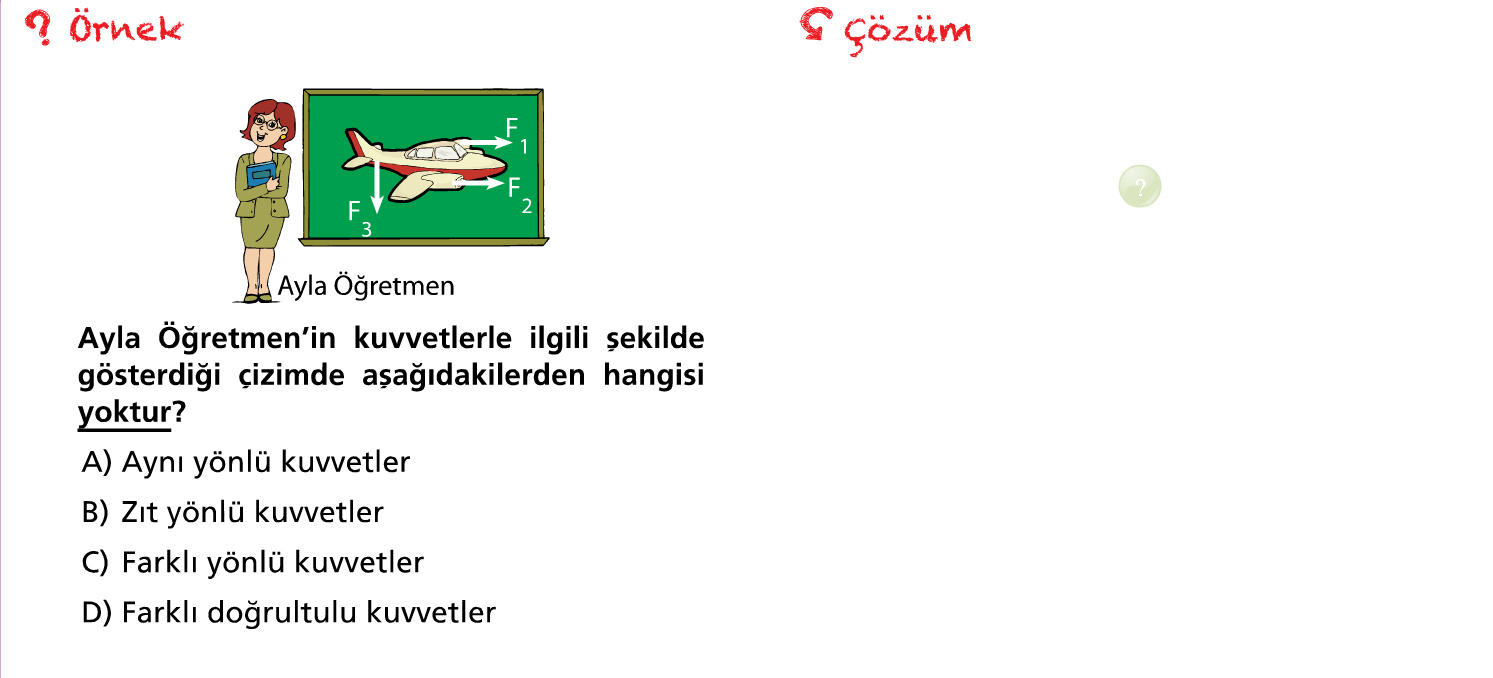 ? Örnek
Çözüm
F1
F2
F3
Ayla Öğretmen
Ayla Öğretmen’in kuvvetlerle ilgili şekilde
gösterdiği çizimde aşağıdakilerden hangisi
yoktur?
A) Aynı yönlü kuvvetler
B) Zıt yönlü kuvvetler
C) Farklı yönlü kuvvetler
D) Farklı doğrultulu kuvvetler
?